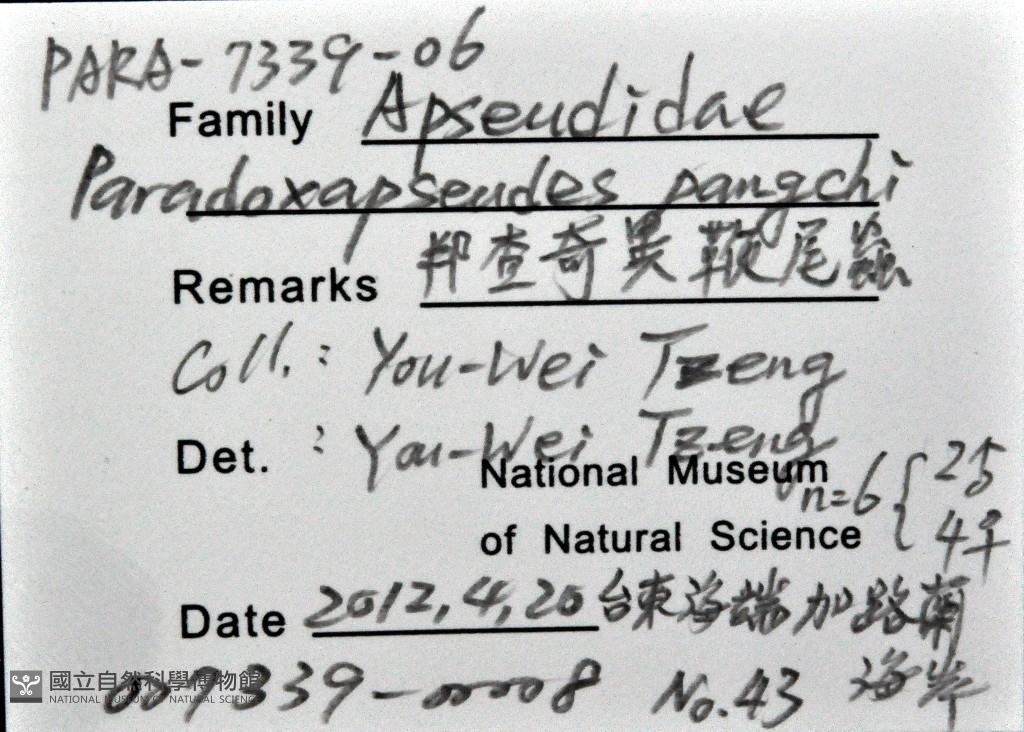 PARA-7339-06
Family Apseudidae
Paradoxapseudes pangchi
Remarks 邦查奇異鞭尾蟲
Coll.: You-Wei Tzeng
Det. : You-Wei Tzeng
National Museum
n=6 { 2♂
of Natural Science
4♀
Date 2012,4,20 台東海端加路蘭
海岸
007339-00008 No.43
國立自然科學博物館
NATIONAL MUSEUM OF NATURAL SCIENCE